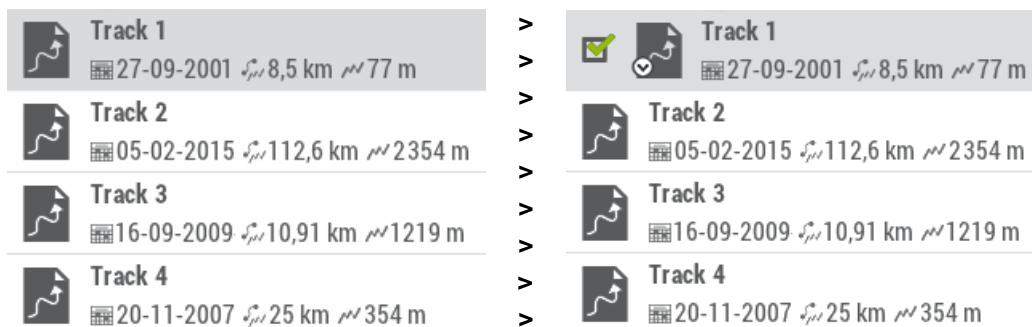 Track 1
27-09-2001 8,5 km 77 m
Track 2
05-02-2015 112,6 km 2354 m
Track 3
16-09-2009 10,91 km 1219 m
Track 4
20-11-2007 25 km 354 m
>
>
>
>
>
>
>
>
>
Track 1
27-09-2001 8,5 km 77 m
Track 2
05-02-2015 112,6 km 2354 m
Track 3
16-09-2009 10,91 km 1219 m
Track 4
20-11-2007 25 km 354 m